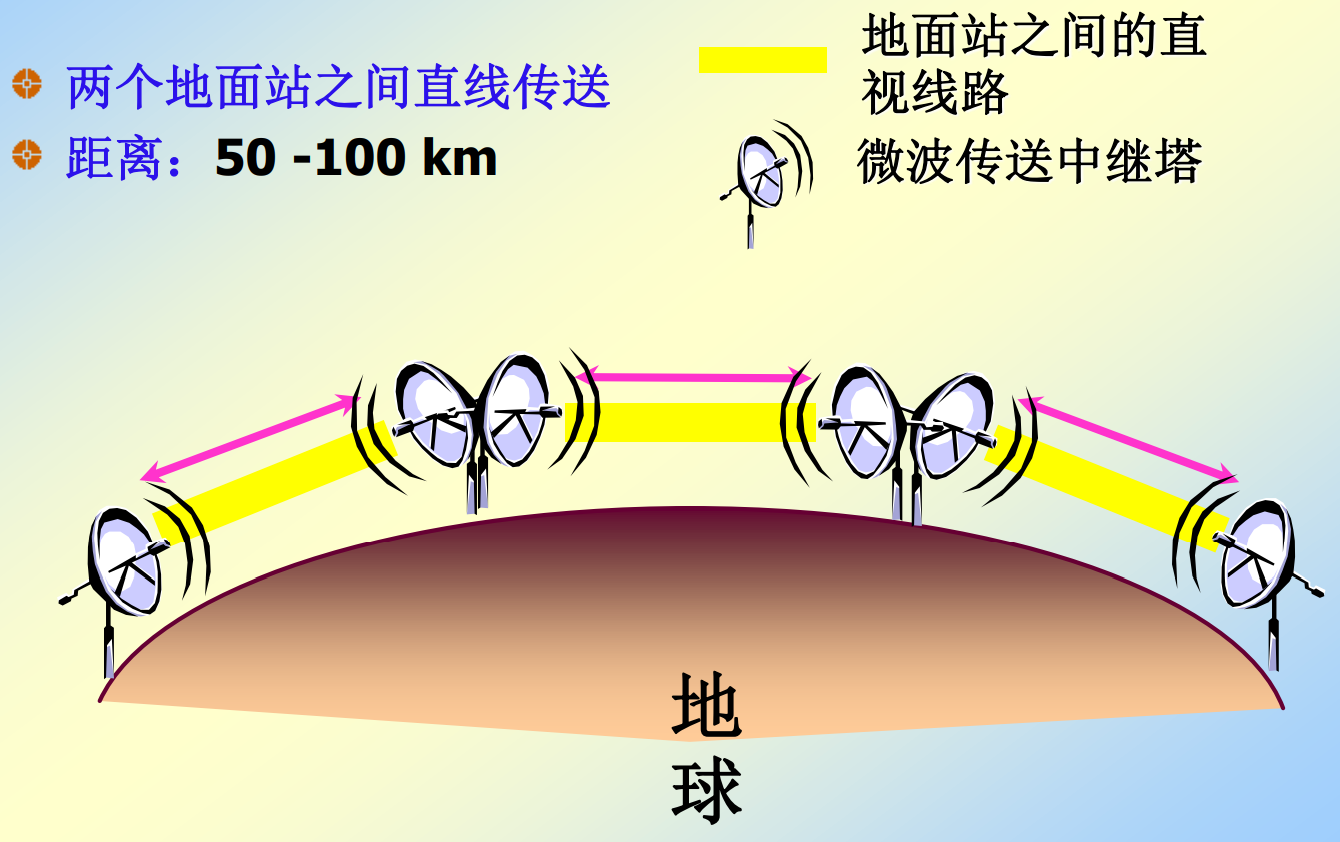 两个地面站之间直线传送
距离：50 -100 km
地面站之间的直
视线路
微波传送中继塔
地
球